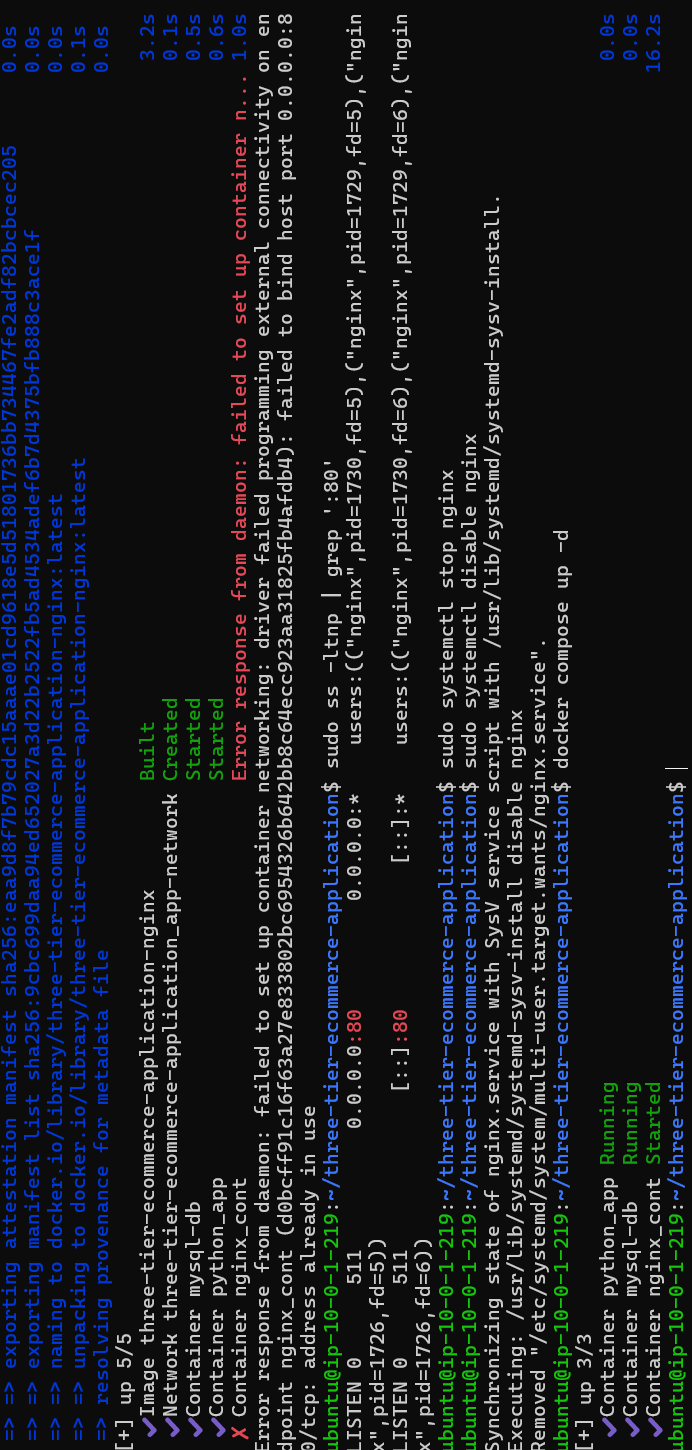 => => exporting attestation manifest sha256:eaa9d8f7b79cdc15aaae01cd9618e5d51801736bb734467fe2adf82bcbcec205 0.0s
=> => exporting manifest list sha256:9cbc699daa94ed652027a3d22b2522fb5ad4534adef6b7d4375bfb888c3ace1f 0.0s
=> => naming to docker.io/library/three-tier-ecommerce-application-nginx:latest 0.0s
=> => unpacking to docker.io/library/three-tier-ecommerce-application-nginx:latest 0.1s
=> resolving provenance for metadata file 0.0s
[+] up 5/5
✔Image three-tier-ecommerce-application-nginx Built 3.2s
✔Network three-tier-ecommerce-application_app-network Created 0.1s
✔Container mysql-db Started 0.5s
✔Container python_app Started 0.6s
✘Container nginx_cont Error response from daemon: failed to set up container n... 1.0s
Error response from daemon: failed to set up container networking: driver failed programming external connectivity on en
dpoint nginx_cont (d0bcff91c16f63a27e833802bc6954326b642bb8c64ecc923aa31825fb4afdb4): failed to bind host port 0.0.0.0:8
0/tcp: address already in use
ubuntu@ip-10-0-1-219:~/three-tier-ecommerce-application$ sudo ss -ltnp | grep ':80'
LISTEN 0 511 0.0.0.0:80 0.0.0.0:* users:(("nginx",pid=1730,fd=5),("nginx",pid=1729,fd=5),("ngin
x",pid=1726,fd=5))
LISTEN 0 511 [::]:80 [::]:* users:(("nginx",pid=1730,fd=6),("nginx",pid=1729,fd=6),("ngin
x",pid=1726,fd=6))
ubuntu@ip-10-0-1-219:~/three-tier-ecommerce-application$ sudo systemctl stop nginx
ubuntu@ip-10-0-1-219:~/three-tier-ecommerce-application$ sudo systemctl disable nginx
Synchronizing state of nginx.service with SysV service script with /usr/lib/systemd/systemd-sysv-install.
Executing: /usr/lib/systemd/systemd-sysv-install disable nginx
Removed "/etc/systemd/system/multi-user.target.wants/nginx.service".
ubuntu@ip-10-0-1-219:~/three-tier-ecommerce-application$ docker compose up -d
[+] up 3/3
✔Container python_app Running 0.0s
✔Container mysql-db Running 0.0s
✔Container nginx_cont Started 16.2s
ubuntu@ip-10-0-1-219:~/three-tier-ecommerce-application$